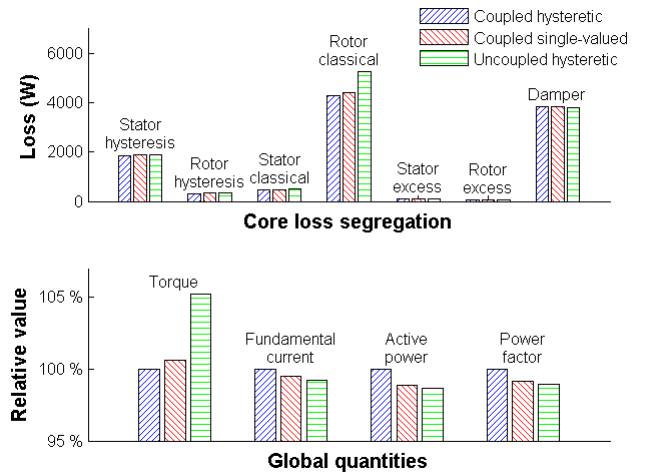 Coupled hysteretic
Coupled single-valued
Uncoupled hysteretic
Loss (W)
6000
4000
2000
0
Stator
hysteresis
Rotor
hysteresis
Stator
classical
Rotor
classical
Stator
excess
Rotor
excess
Damper
Core loss segregation
Relative value
105 %
100 %
95 %
Torque
Fundamental
current
Active
power
Power
factor
Global quantities